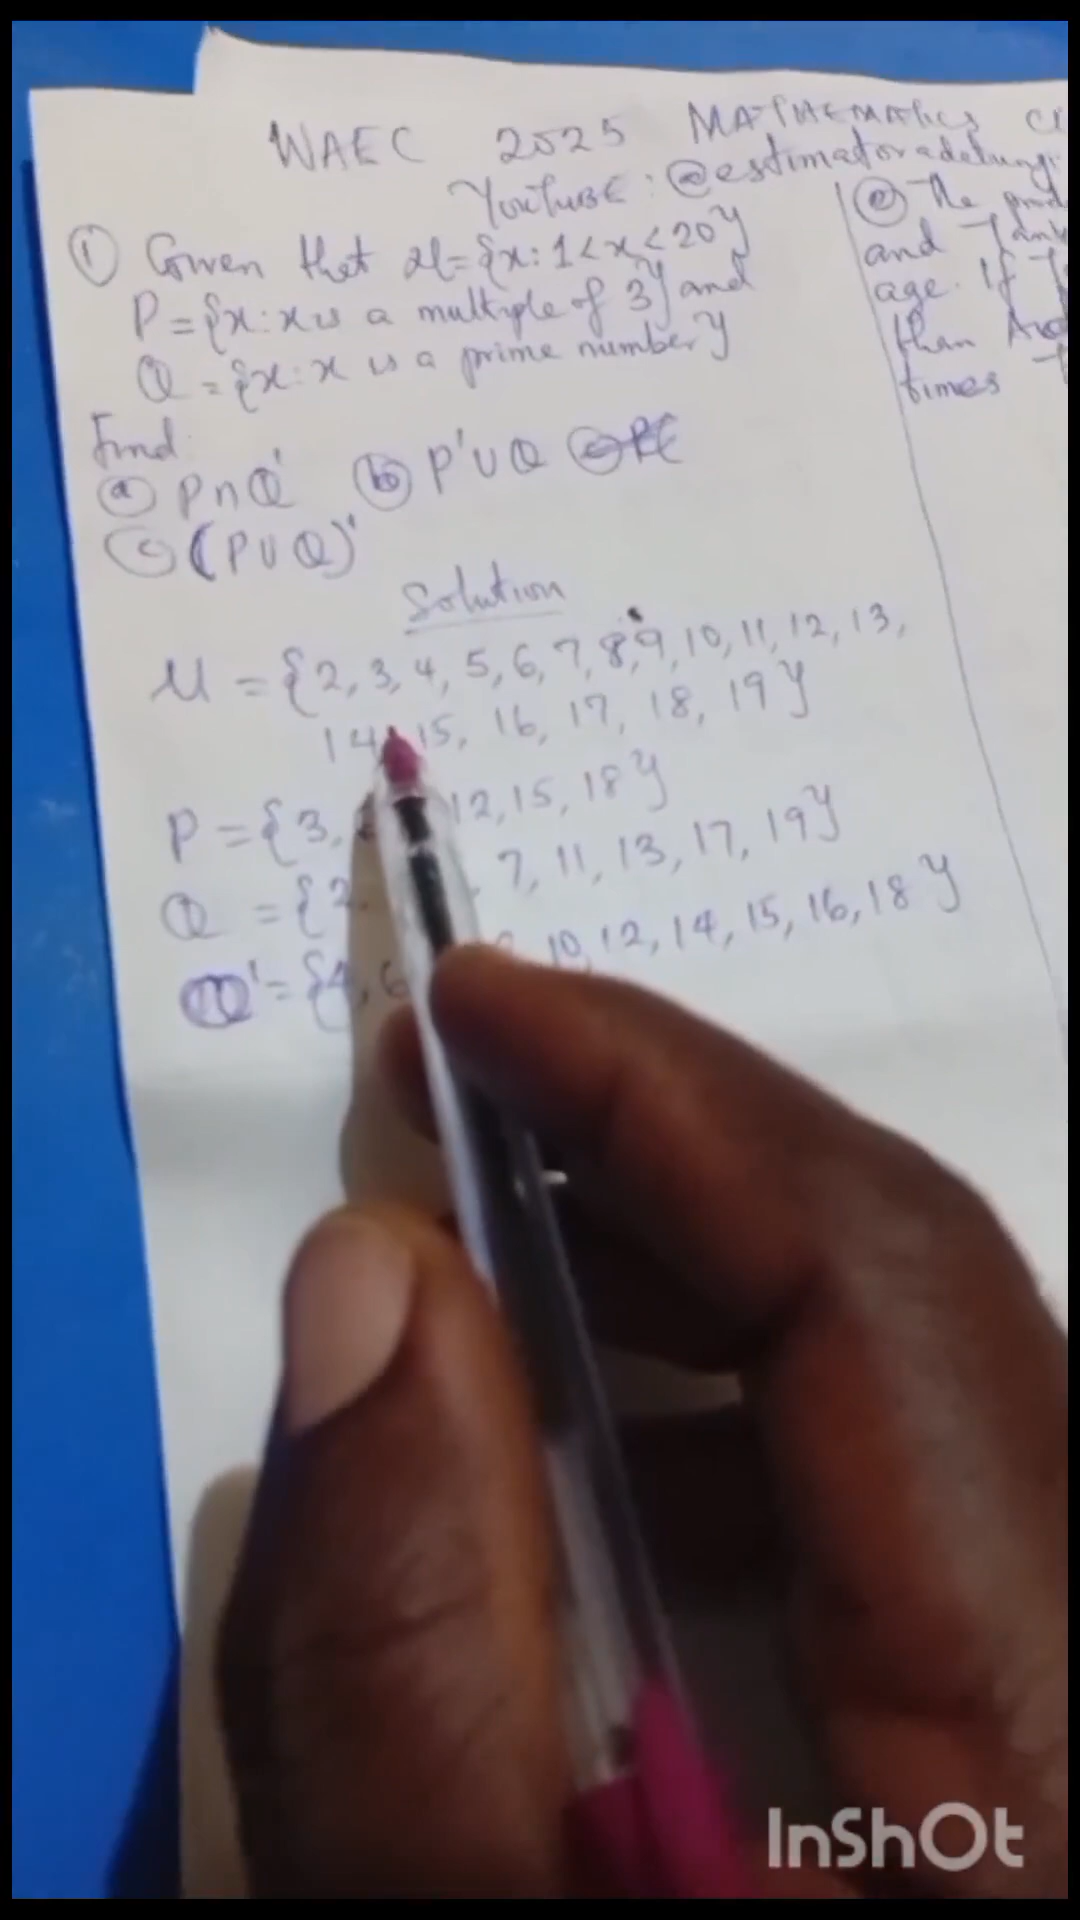 WAEC 2025 MATHEMATICS
YOUTUBE: @estimatoradetunji
① Given that U={x:1<x<20}
P={x:x is a multiple of 3} and
Q={x:x is a prime number}
Find
ⓐ P∩Q' ⓑ P'∪Q
ⓒ (P∪Q)'
Solution
U={2,3,4,5,6,7,8,9,10,11,12,13,
14,15,16,17,18,19}
P={3, 12,15,18}
Q={2, 7,11,13,17,19}
Q'={4,6 10,12,14,15,16,18}
② The
and
age. If
than
times
InShOt